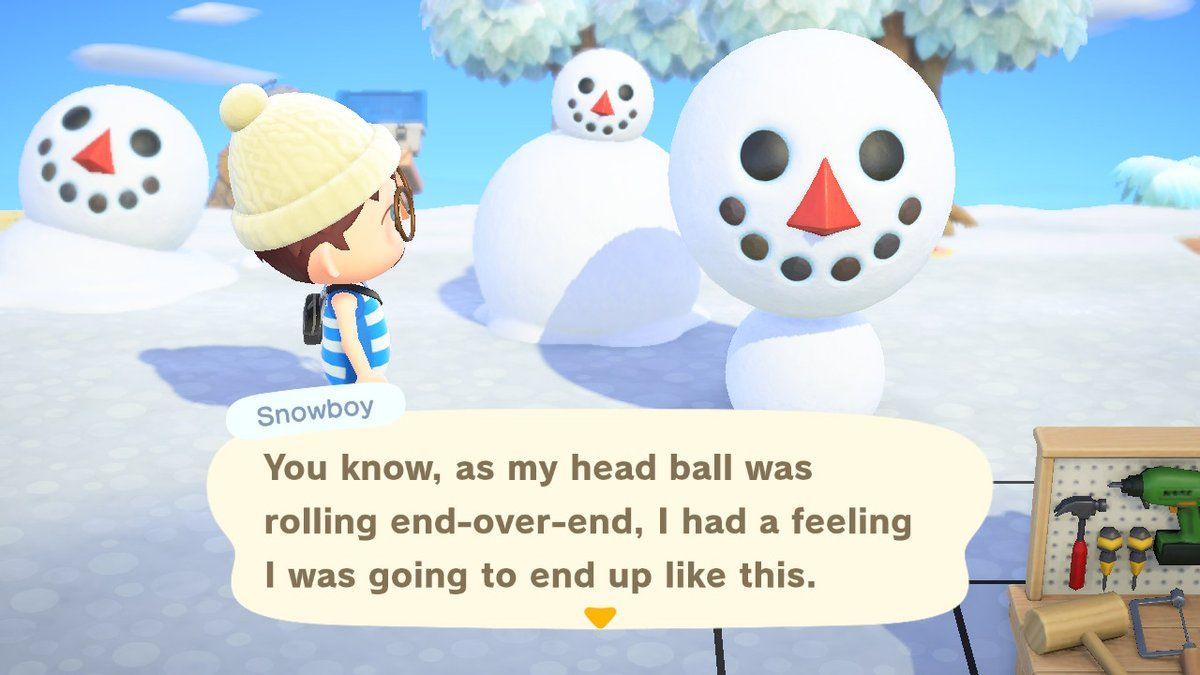 Snowboy
You know, as my head ball was
rolling end-over-end, I had a feeling
I was going to end up like this.